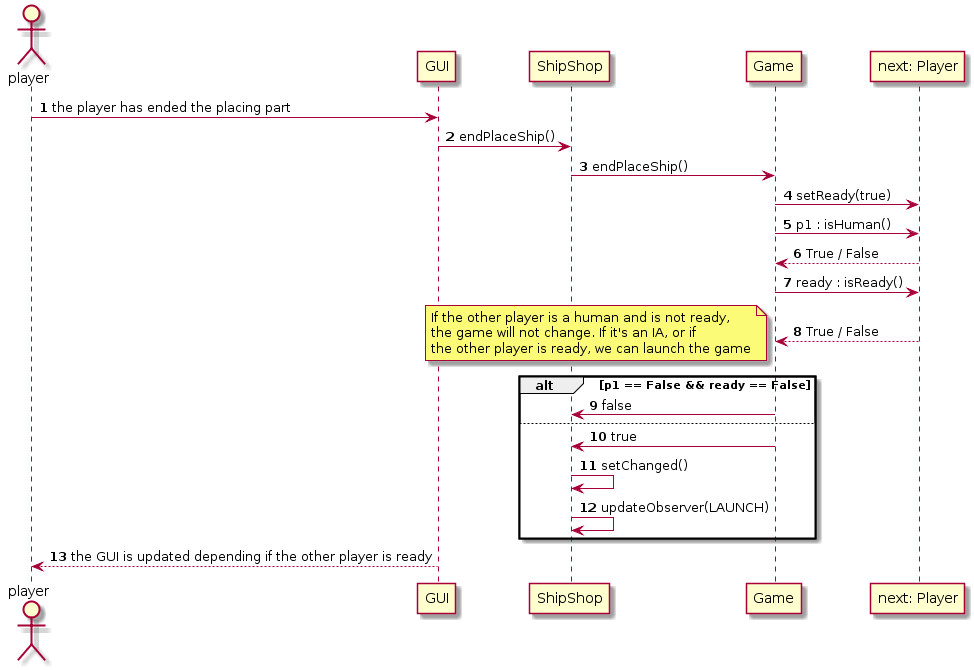 player
GUI
ShipShop
Game
next: Player
1 the player has ended the placing part
2 endPlaceShip()
3 endPlaceShip()
4 setReady(true)
5 p1 : isHuman()
6 True / False
7 ready : isReady()
If the other player is a human and is not ready,
the game will not change. If it's an IA, or if
the other player is ready, we can launch the game
8 True / False
alt
[p1 == False && ready == False]
9 false
10 true
11 setChanged()
12 updateObserver(LAUNCH)
13 the GUI is updated depending if the other player is ready
player
GUI
ShipShop
Game
next: Player